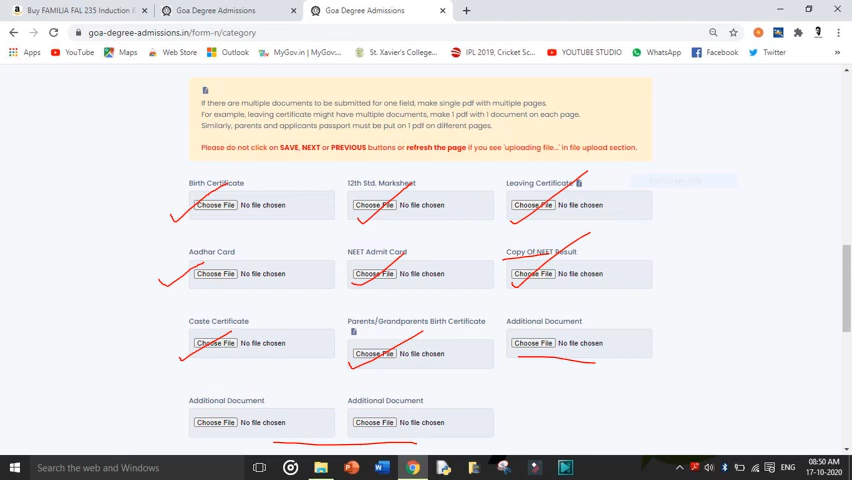 Buy FAMILIA FAL 235 Induction B
Goa Degree Admissions
Goa Degree Admissions
goa-degree-admissions.in/form-n/category
Apps
YouTube
Maps
Web Store
Outlook
MyGov.in | MyGov:...
St. Xavier's College...
IPL 2019, Cricket Sc...
YOUTUBE STUDIO
WhatsApp
Facebook
Twitter
If there are multiple documents to be submitted for one field, make single pdf with multiple pages.
For example, leaving certificate might have multiple documents, make 1 pdf with 1 document on each page.
Similarly, parents and applicants passport must be put on 1 pdf on different pages.
Please do not click on SAVE, NEXT or PREVIOUS buttons or refresh the page if you see 'uploading file...' in file upload section.
Birth Certificate
12th Std. Marksheet
Leaving Certificate
Choose File No file chosen
Choose File No file chosen
Choose File No file chosen
Aadhar Card
NEET Admit Card
Copy Of NEET Result
Choose File No file chosen
Choose File No file chosen
Choose File No file chosen
Caste Certificate
Parents/Grandparents Birth Certificate
Additional Document
Choose File No file chosen
Choose File No file chosen
Choose File No file chosen
Additional Document
Additional Document
Choose File No file chosen
Choose File No file chosen
Search the web and Windows
ENG
08:50 AM
17-10-2020